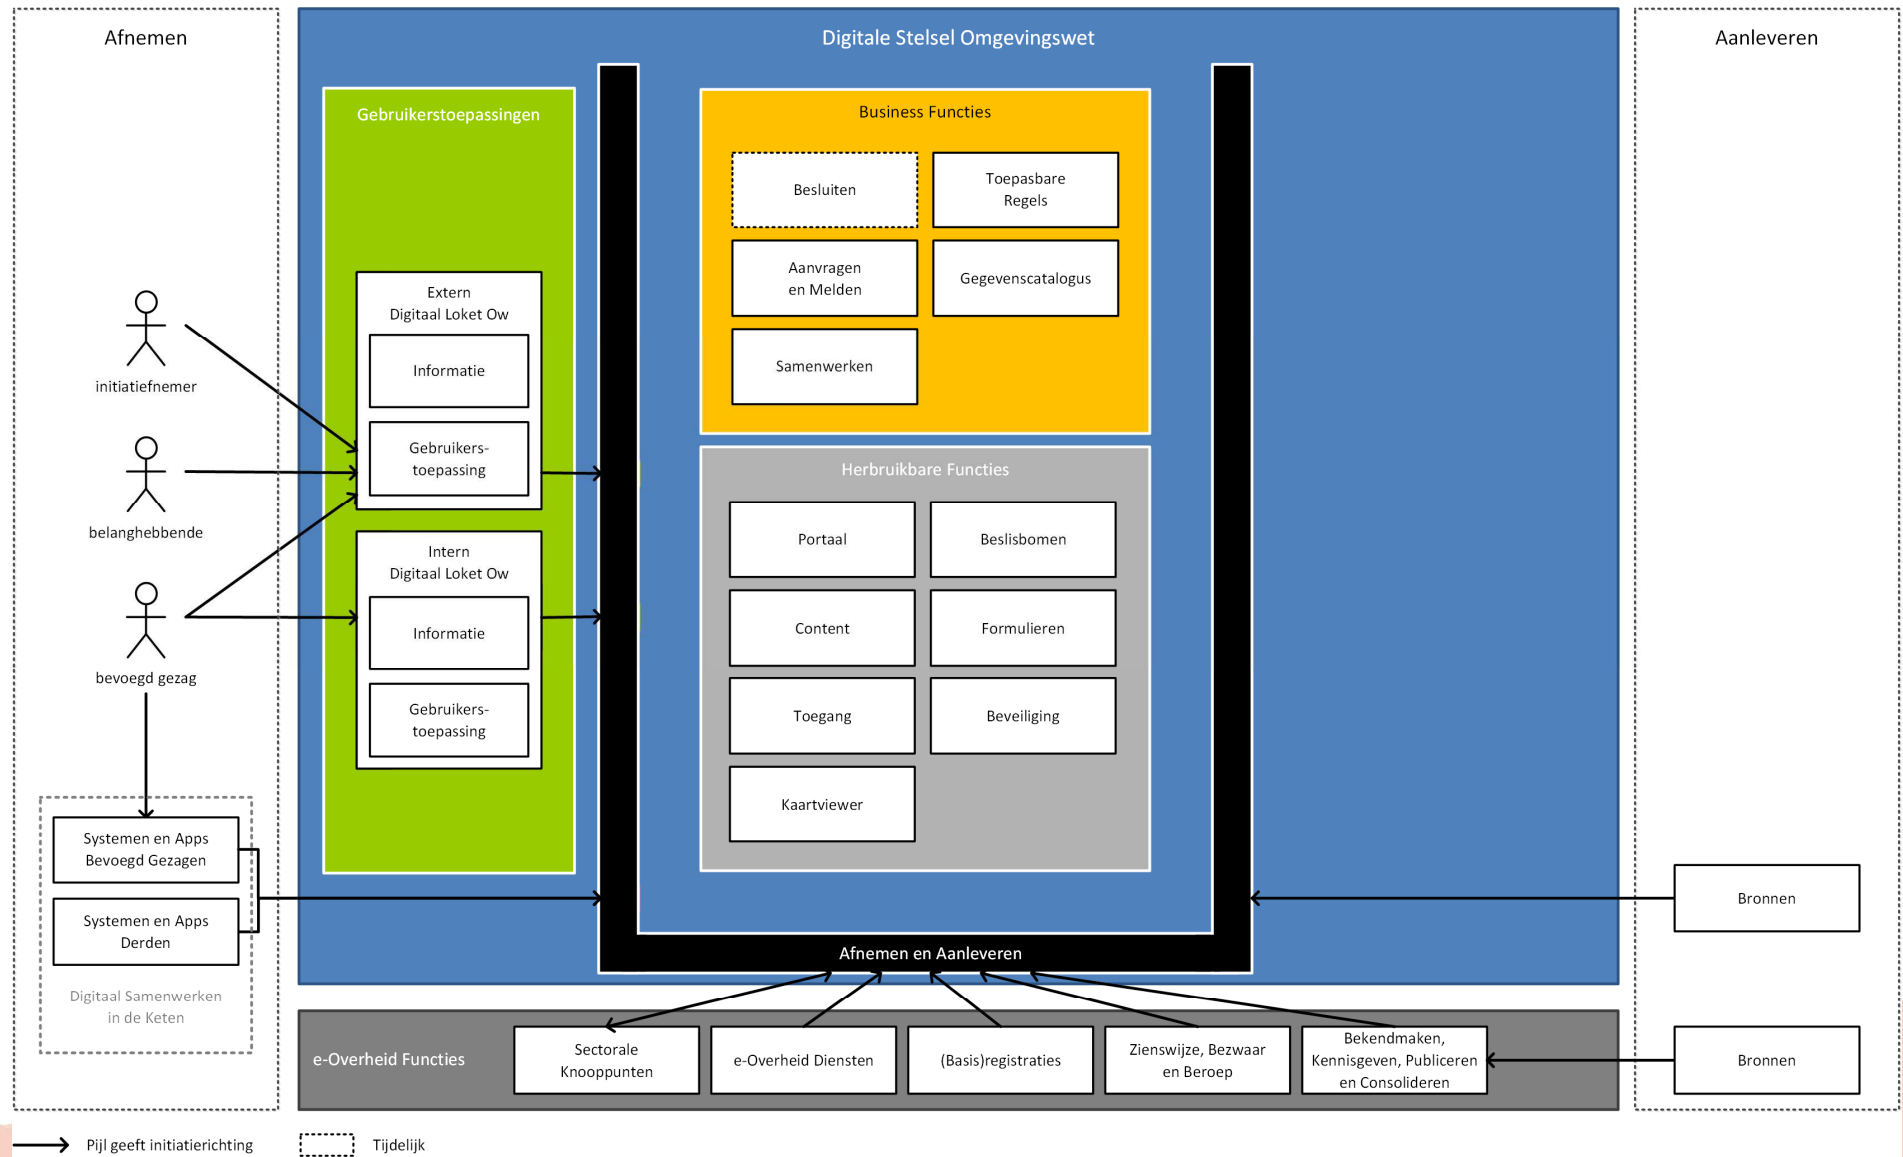 Afnemen
Digitale Stelsel Omgevingswet
Aanleveren
Gebruikerstoepassingen
Extern
Digitaal Loket Ow
Informatie
Gebruikers-
toepassing
Intern
Digitaal Loket Ow
Informatie
Gebruikers-
toepassing
initiatiefnemer
belanghebbende
bevoegd gezag
Systemen en Apps
Bevoegd Gezagen
Systemen en Apps
Derden
Digitaal Samenwerken
in de Keten
Business Functies
Besluiten
Toepasbare
Regels
Aanvragen
en Melden
Gegevenscatalogus
Samenwerken
Herbruikbare Functies
Portaal
Beslisbomen
Content
Formulieren
Toegang
Beveiliging
Kaartviewer
Afnemen en Aanleveren
Bronnen
e-Overheid Functies
Sectorale
Knooppunten
e-Overheid Diensten
(Basis)registraties
Zienswijze, Bezwaar
en Beroep
Bekendmaken,
Kennisgeven, Publiceren
en Consolideren
Bronnen
Pijl geeft initiatierichting
Tijdelijk